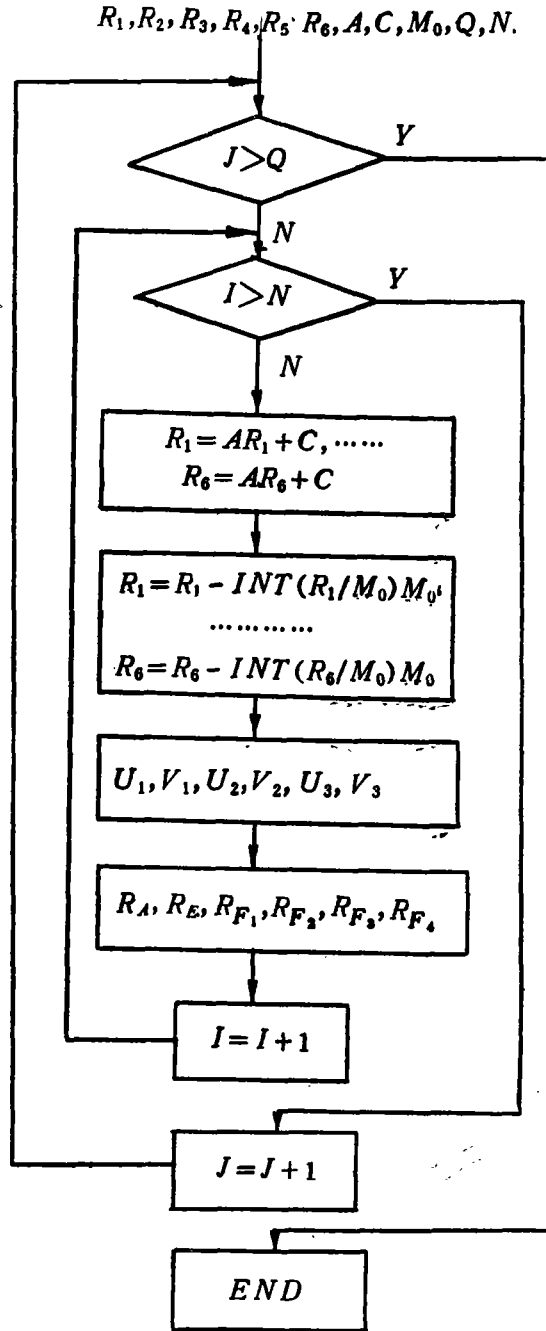 R₁, R₂, R₃, R₄, R₅ R₆, A, C, M₀, Q, N.
J>Q
Y
N
I>N
Y
N
R₁=AR₁+C, ……
R₆=AR₆+C
R₁=R₁-INT(R₁/M₀)M₀,
…………
R₆=R₆-INT(R₆/M₀)M₀
U₁, V₁, U₂, V₂, U₃, V₃
R_A, R_E, R_F₁, R_F₂, R_F₃, R_F₄
I=I+1
J=J+1
END